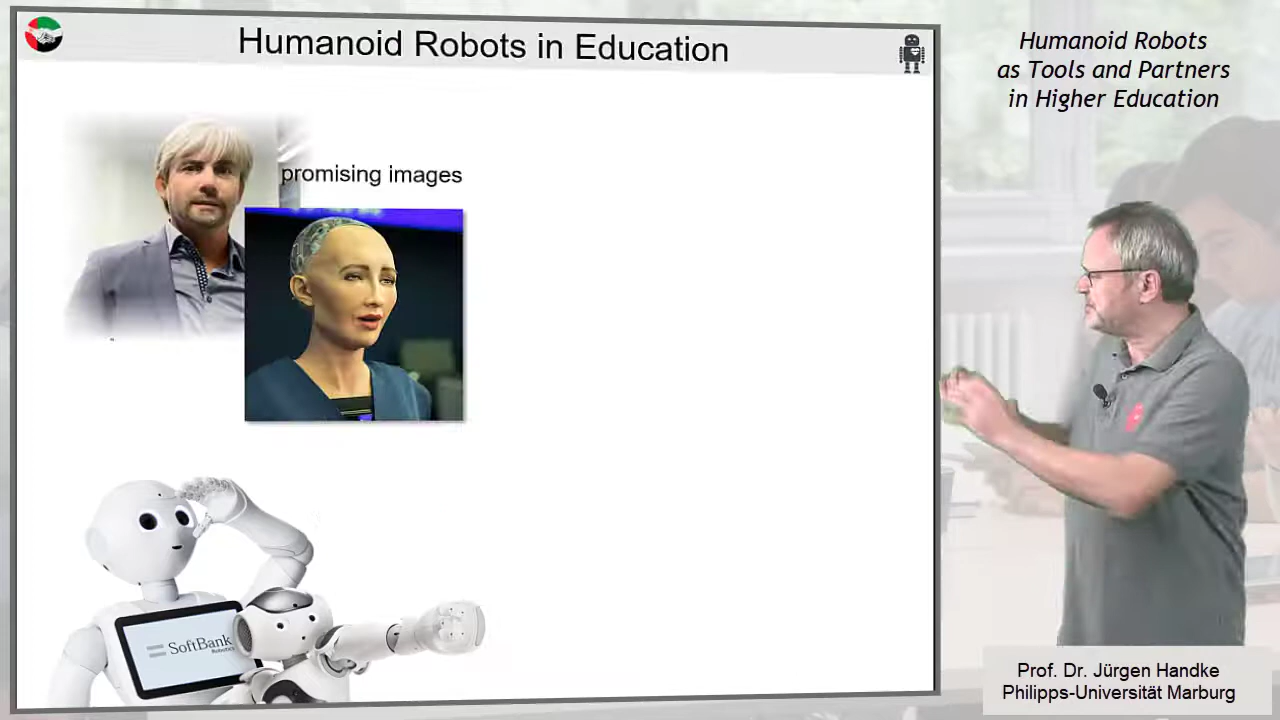 Humanoid Robots in Education
promising images
SoftBank
Robotics
Humanoid Robots
as Tools and Partners
in Higher Education
Prof. Dr. Jürgen Handke
Philipps-Universität Marburg